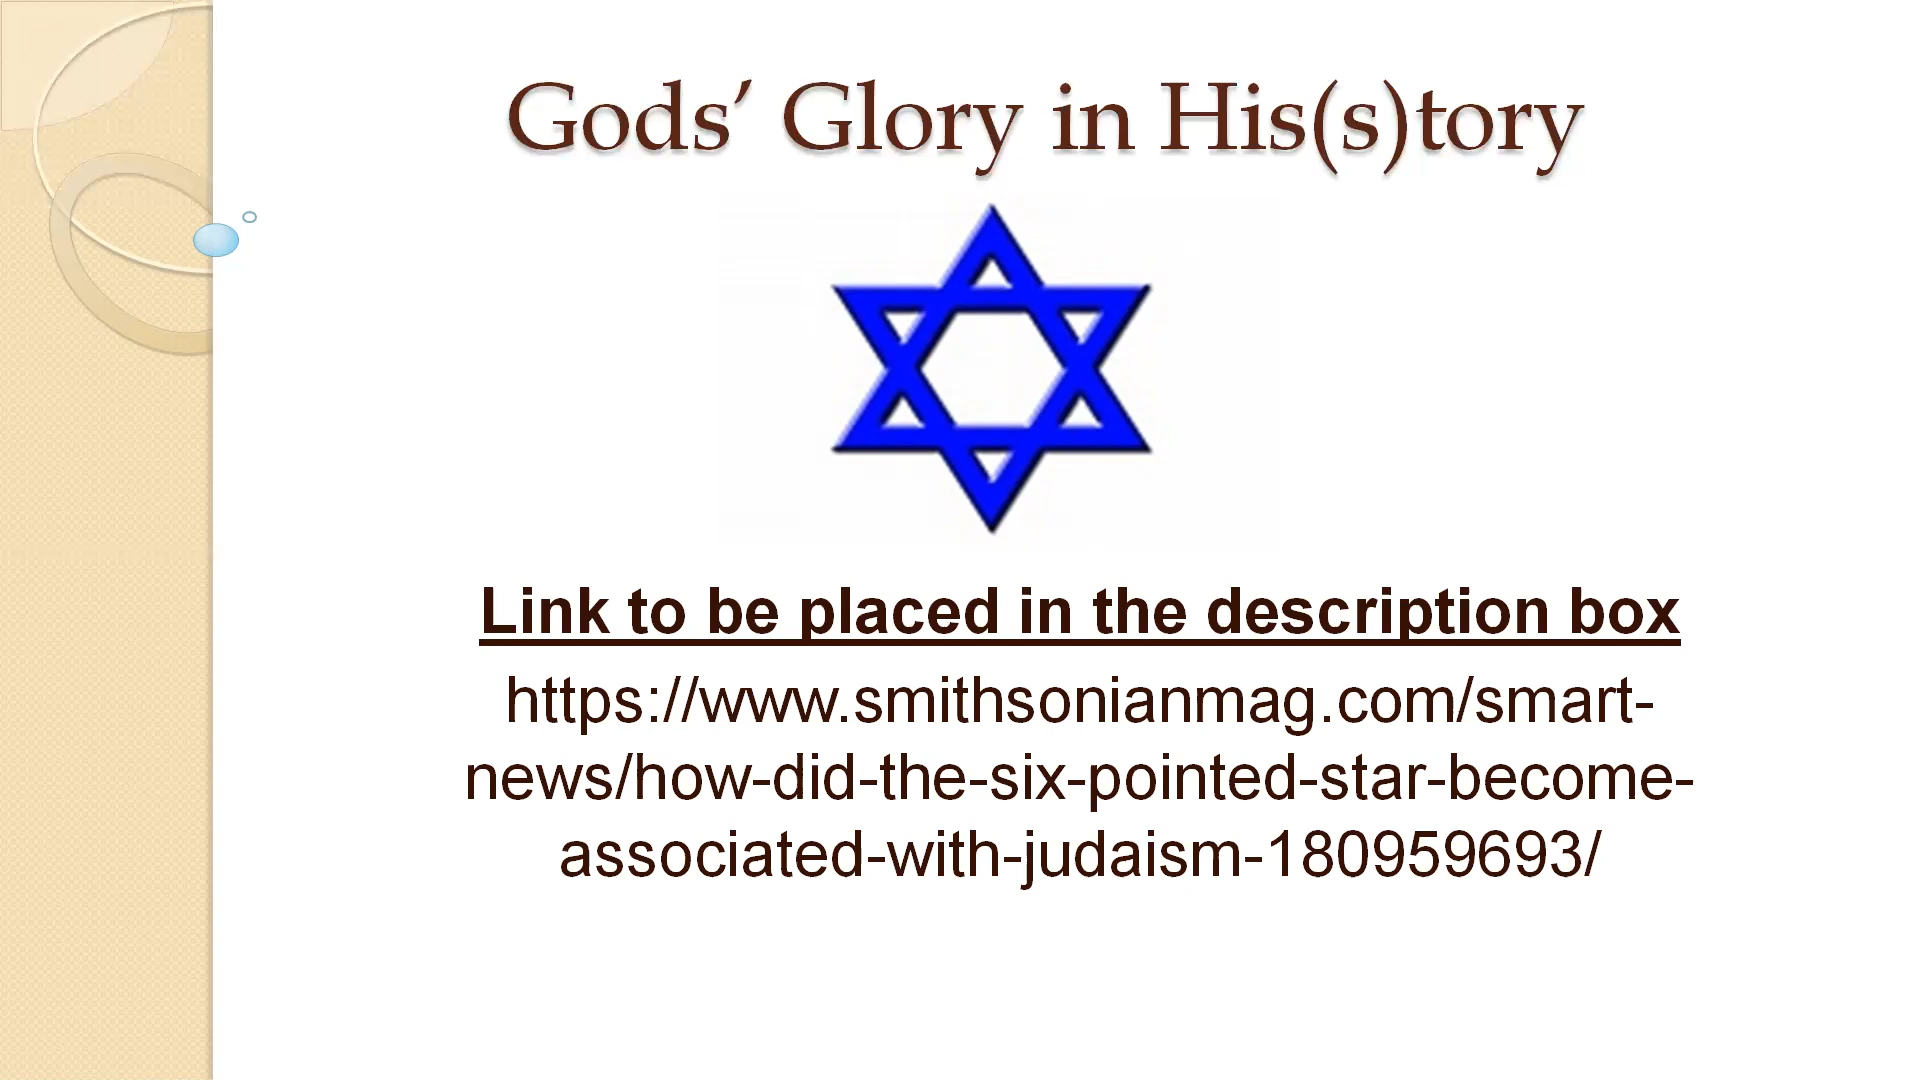 Gods’ Glory in His(s)tory
Link to be placed in the description box
https://www.smithsonianmag.com/smart-
news/how-did-the-six-pointed-star-become-
associated-with-judaism-180959693/